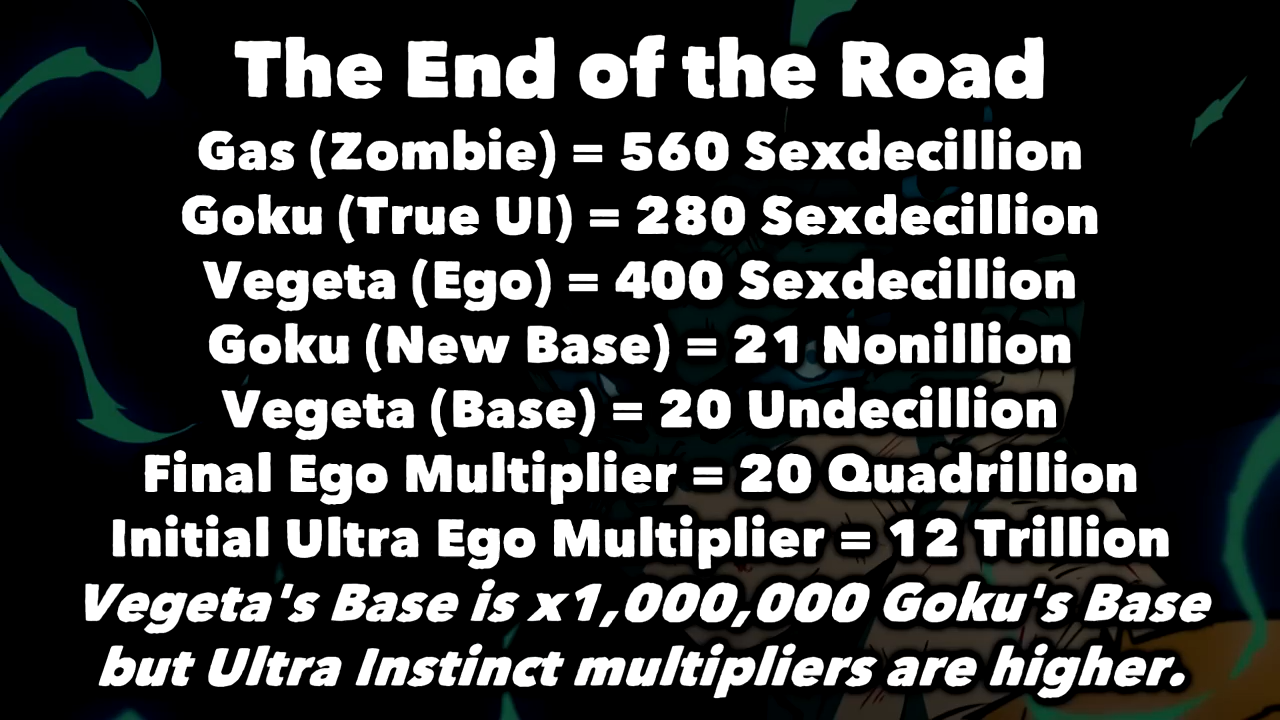 The End of the Road
Gas (Zombie) = 560 Sexdecillion
Goku (True UI) = 280 Sexdecillion
Vegeta (Ego) = 400 Sexdecillion
Goku (New Base) = 21 Nonillion
Vegeta (Base) = 20 Undecillion
Final Ego Multiplier = 20 Quadrillion
Initial Ultra Ego Multiplier = 12 Trillion
Vegeta's Base is x1,000,000 Goku's Base
but Ultra Instinct multipliers are higher.